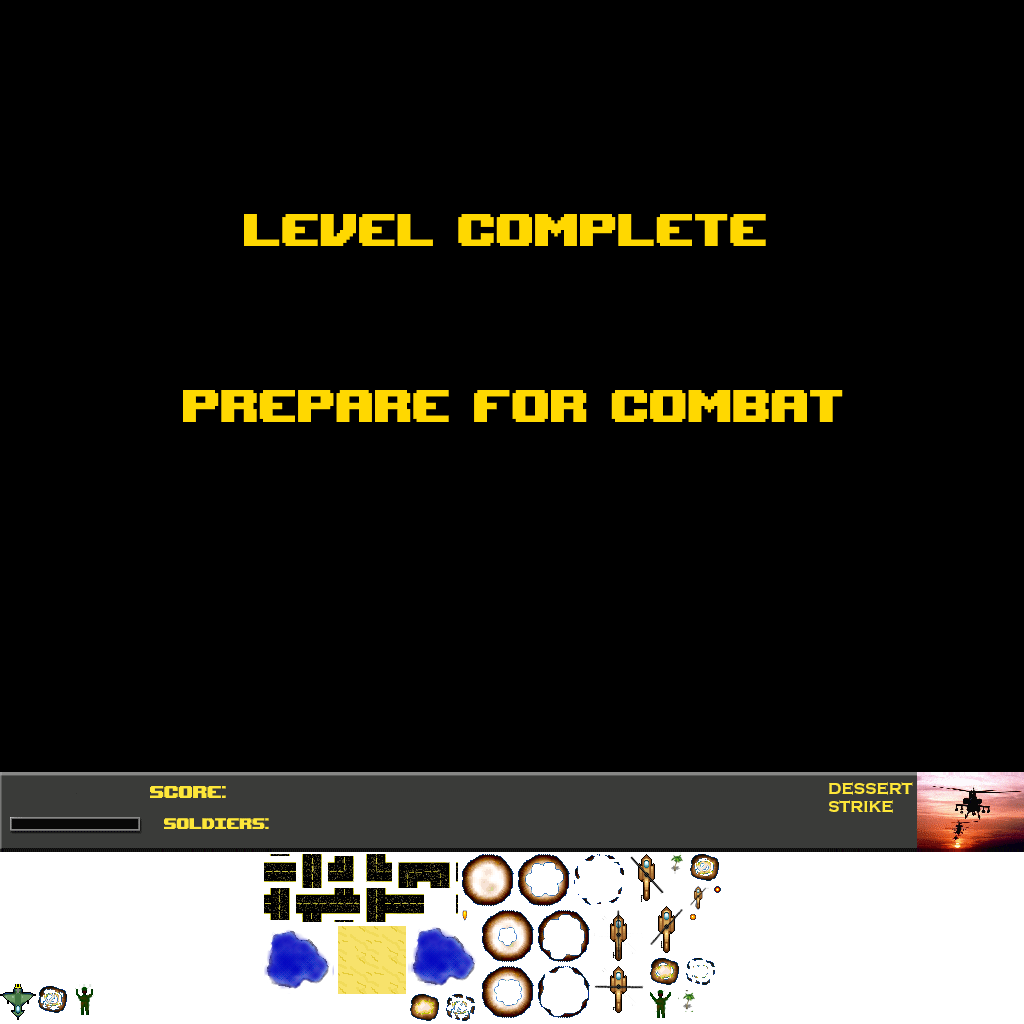 LEVEL COMPLETE
PREPARE FOR COMBAT
SCORE:
SOLDIERS:
DESSERT
STRIKE